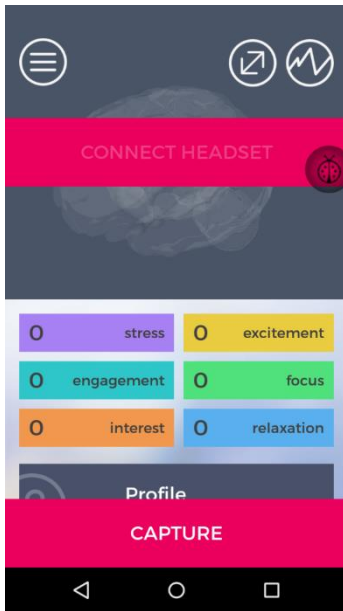 CONNECT HEADSET
0 stress 0 excitement
0 engagement 0 focus
0 interest 0 relaxation
Profile
CAPTURE